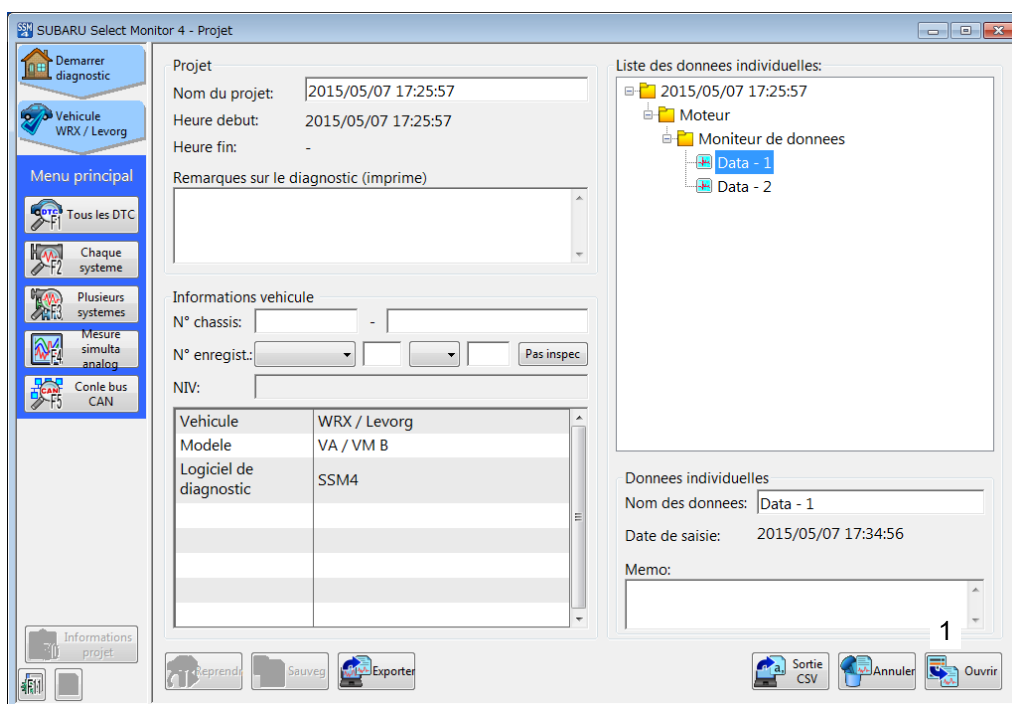 SUBARU Select Monitor 4 - Projet
Demarrer
diagnostic
Vehicule
WRX / Levorg
Menu principal
DTC
F1
Tous les DTC
F2
Chaque
systeme
F3
Plusieurs
systemes
F4
Mesure
simulta
analog
CAN
F5
Conle bus
CAN
Informations
projet
F11
Projet
Nom du projet:
2015/05/07 17:25:57
Heure debut:
2015/05/07 17:25:57
Heure fin:
-
Remarques sur le diagnostic (imprime)
Informations vehicule
N° chassis:
-
N° enregist.:
Pas inspec
NIV:
Vehicule
WRX / Levorg
Modele
VA / VM B
Logiciel de
diagnostic
SSM4
Reprendr
Sauveg
Exporter
Liste des donnees individuelles:
2015/05/07 17:25:57
Moteur
Moniteur de donnees
Data - 1
Data - 2
Donnees individuelles
Nom des donnees:
Data - 1
Date de saisie:
2015/05/07 17:34:56
Memo:
1
Sortie
CSV
Annuler
Ouvrir